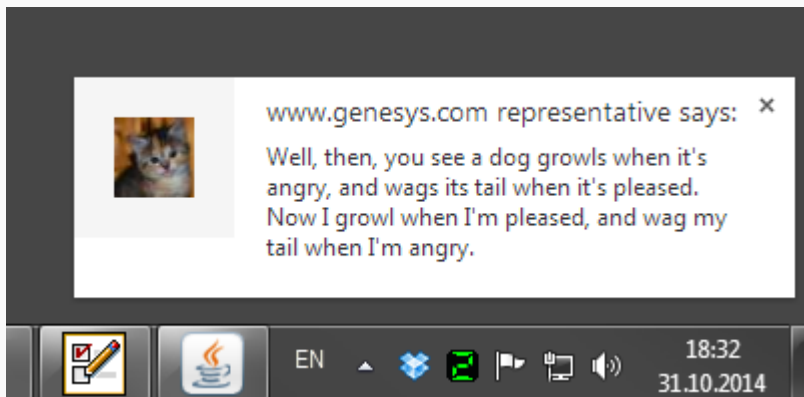 www.genesys.com representative says:
Well, then, you see a dog growls when it's
angry, and wags its tail when it's pleased.
Now I growl when I'm pleased, and wag my
tail when I'm angry.
EN
2
18:32
31.10.2014